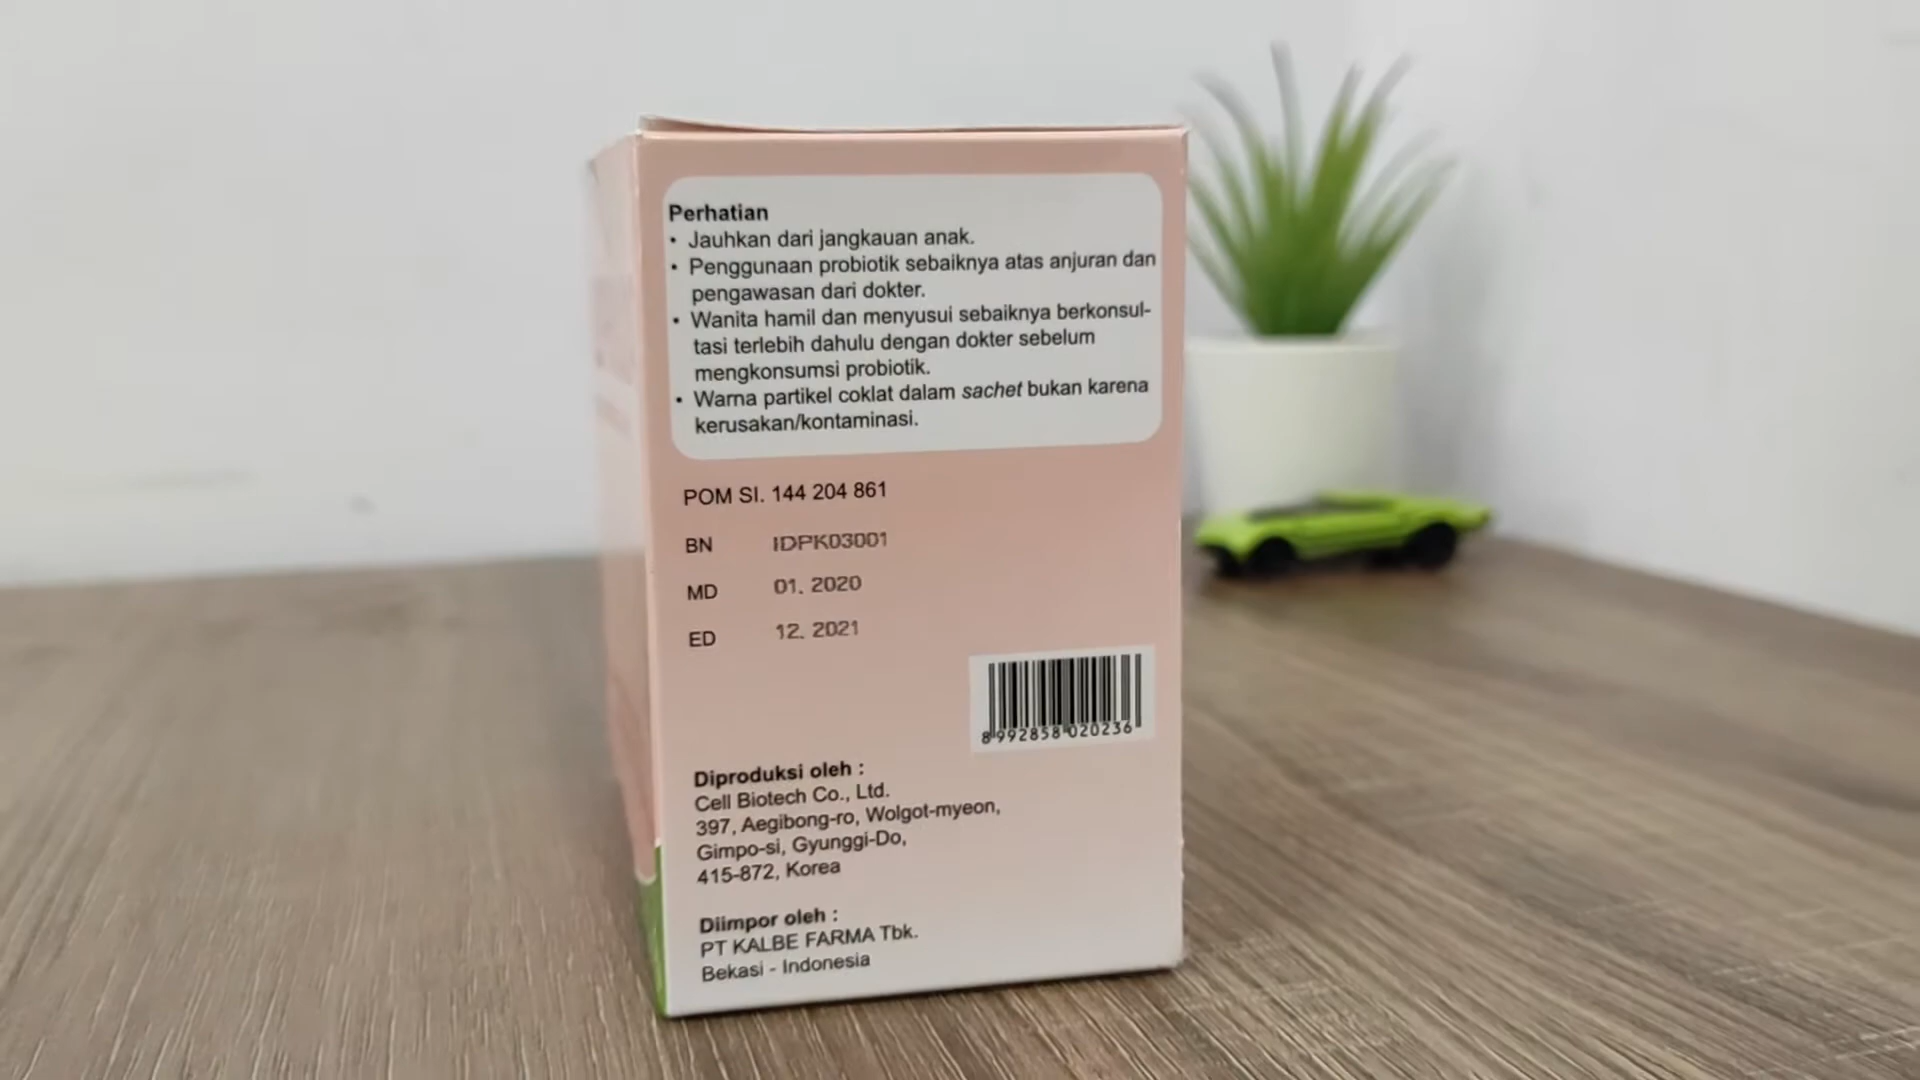 Perhatian
• Jauhkan dari jangkauan anak.
• Penggunaan probiotik sebaiknya atas anjuran dan
pengawasan dari dokter.
• Wanita hamil dan menyusui sebaiknya berkonsul-
tasi terlebih dahulu dengan dokter sebelum
mengkonsumsi probiotik.
• Warna partikel coklat dalam sachet bukan karena
kerusakan/kontaminasi.
POM SI. 144 204 861
BN IDPK03001
MD 01. 2020
ED 12. 2021
8992858020236
Diproduksi oleh :
Cell Biotech Co., Ltd.
397, Aegibong-ro, Wolgot-myeon,
Gimpo-si, Gyunggi-Do,
415-872, Korea
Diimpor oleh :
PT KALBE FARMA Tbk.
Bekasi - Indonesia